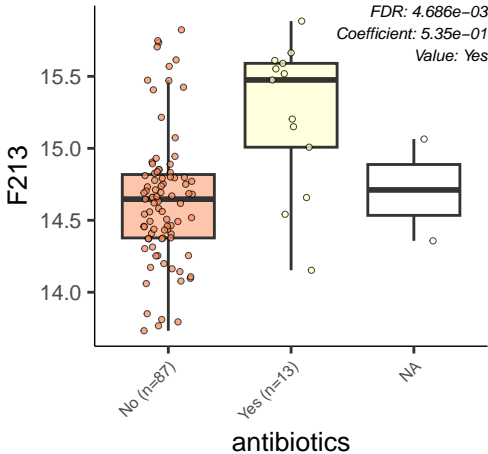 FDR: 4.686e−03
Coefficient: 5.35e−01
Value: Yes
F213
15.5
15.0
14.5
14.0
No (n=87)
Yes (n=13)
NA
antibiotics